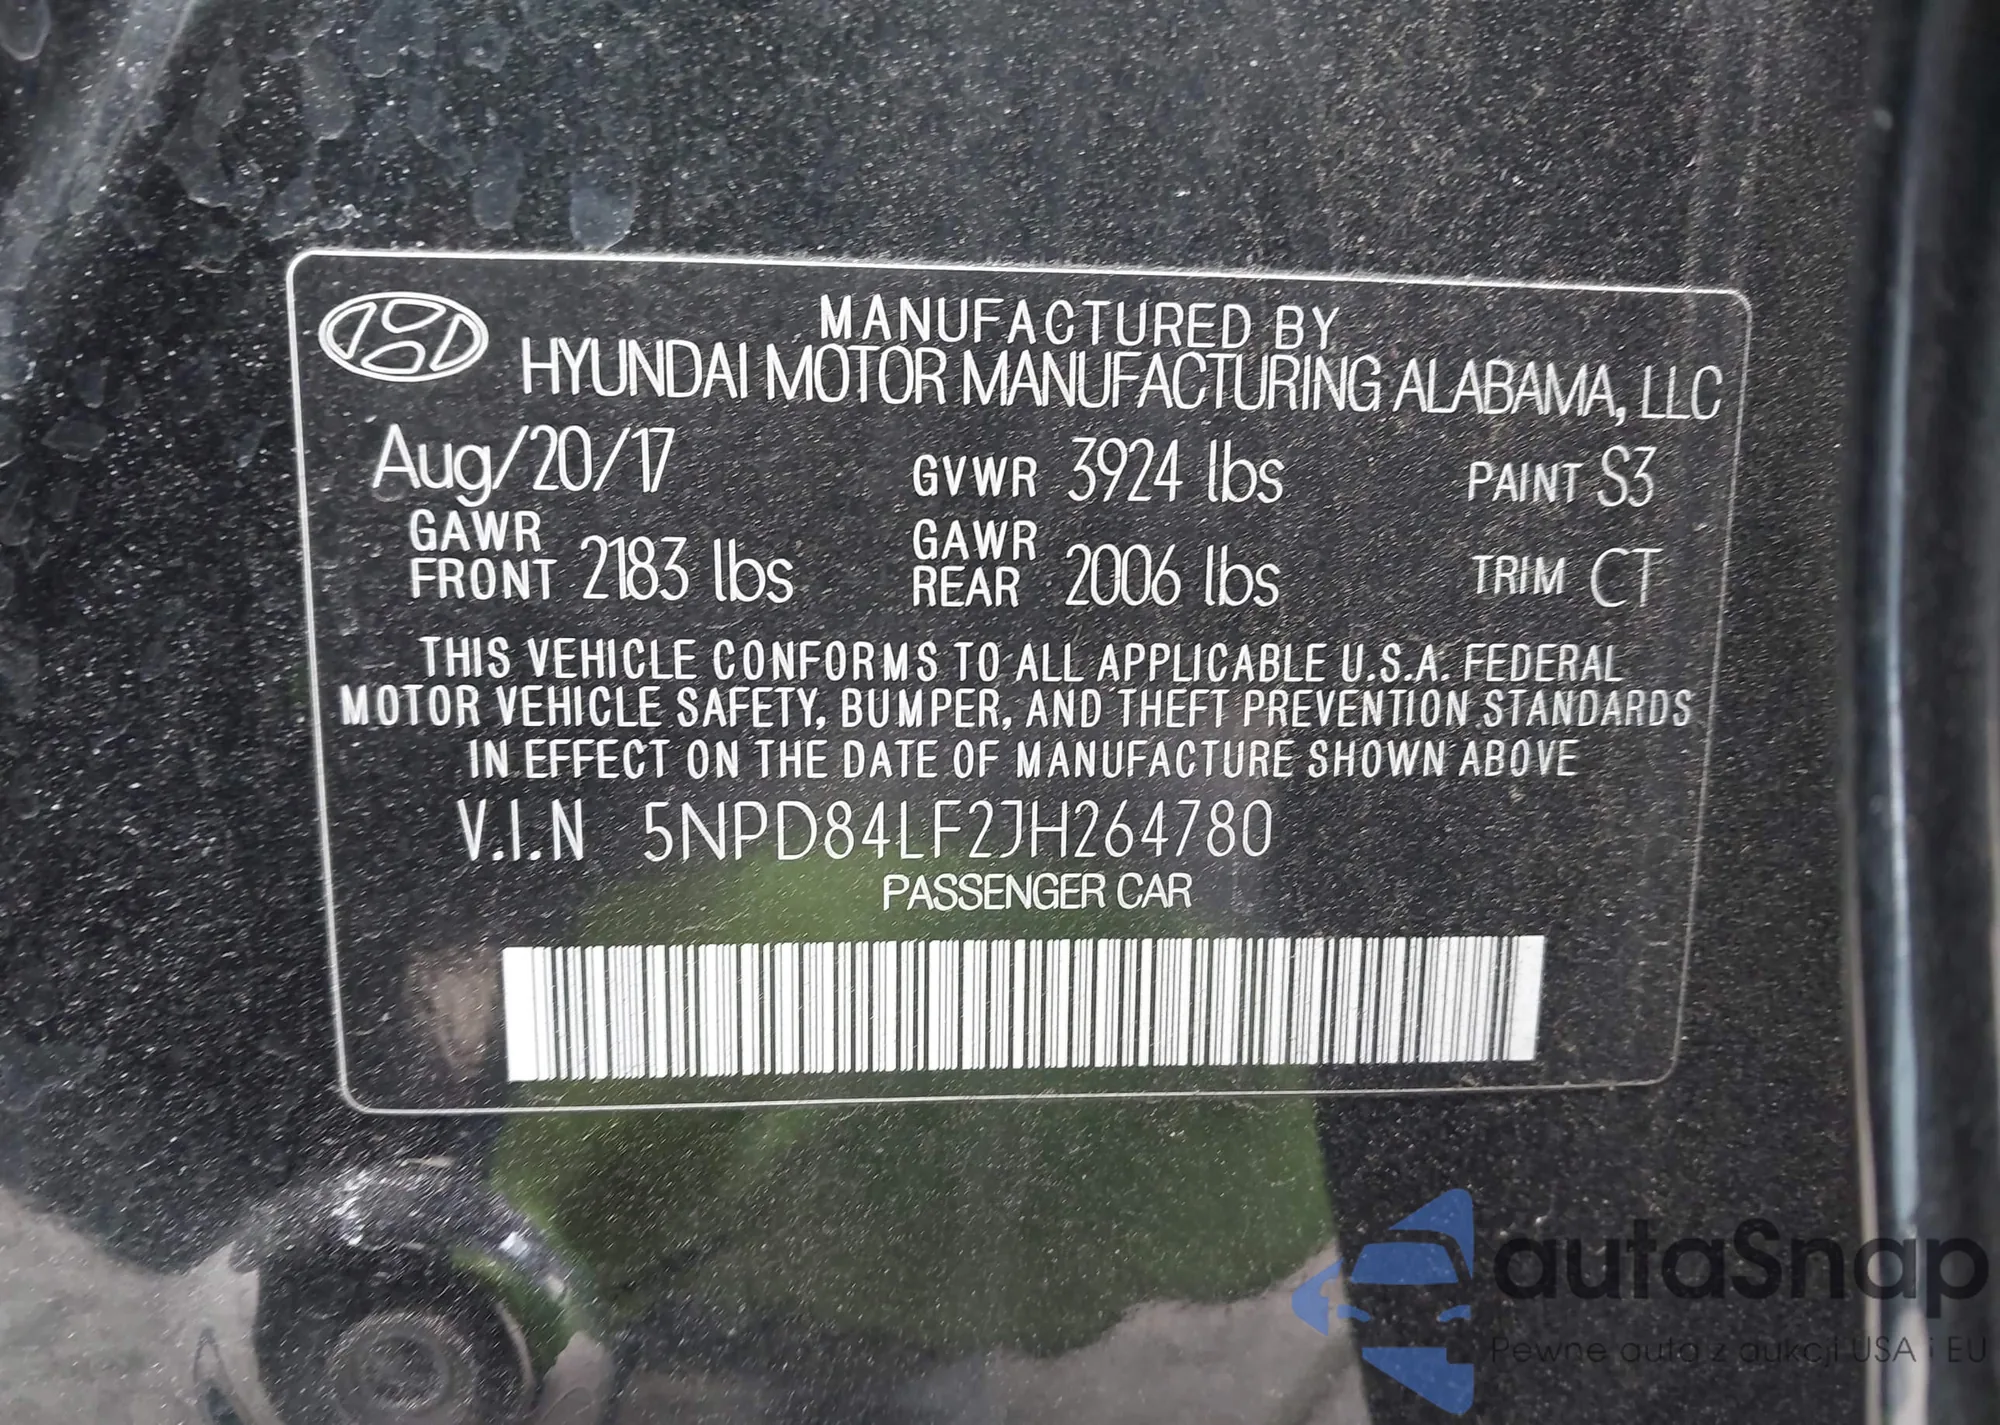 MANUFACTURED BY
HYUNDAI MOTOR MANUFACTURING ALABAMA, LLC
Aug/20/17 GVWR 3924 lbs PAINT S3
GAWR FRONT 2183 lbs GAWR REAR 2006 lbs TRIM CT
THIS VEHICLE CONFORMS TO ALL APPLICABLE U.S.A. FEDERAL
MOTOR VEHICLE SAFETY, BUMPER, AND THEFT PREVENTION STANDARDS
IN EFFECT ON THE DATE OF MANUFACTURE SHOWN ABOVE
V.I.N 5NPD84LF2JH264780
PASSENGER CAR
autaSnap
Pewne auta z aukcji USA i EU